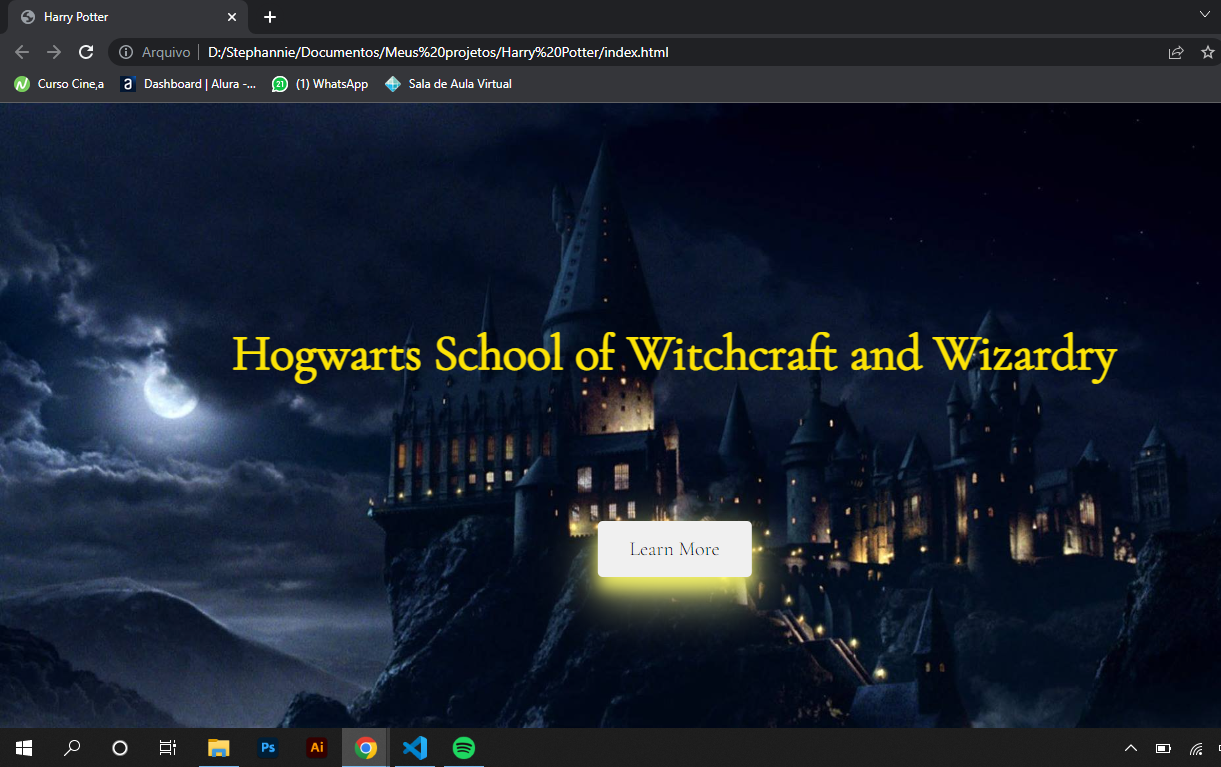 Harry Potter
Arquivo | D:/Stephannie/Documentos/Meus%20projetos/Harry%20Potter/index.html
Curso Cine,a a Dashboard | Alura -... 21 (1) WhatsApp Sala de Aula Virtual
Hogwarts School of Witchcraft and Wizardry
Learn More
Ps Ai